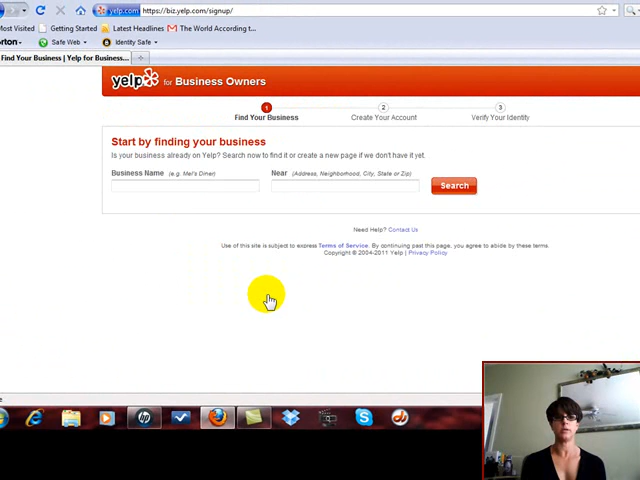 yelp.com https://biz.yelp.com/signup/
Most Visited Getting Started Latest Headlines The World According t...
Norton Safe Web Identity Safe
Find Your Business | Yelp for Business...
yelp for Business Owners
1 2 3
Find Your Business Create Your Account Verify Your Identity
Start by finding your business
Is your business already on Yelp? Search now to find it or create a new page if we don't have it yet.
Business Name (e.g. Mel's Diner) Near (Address, Neighborhood, City, State or Zip)
Search
Need Help? Contact Us
Use of this site is subject to express Terms of Service. By continuing past this page, you agree to abide by these terms.
Copyright © 2004-2011 Yelp | Privacy Policy
hp